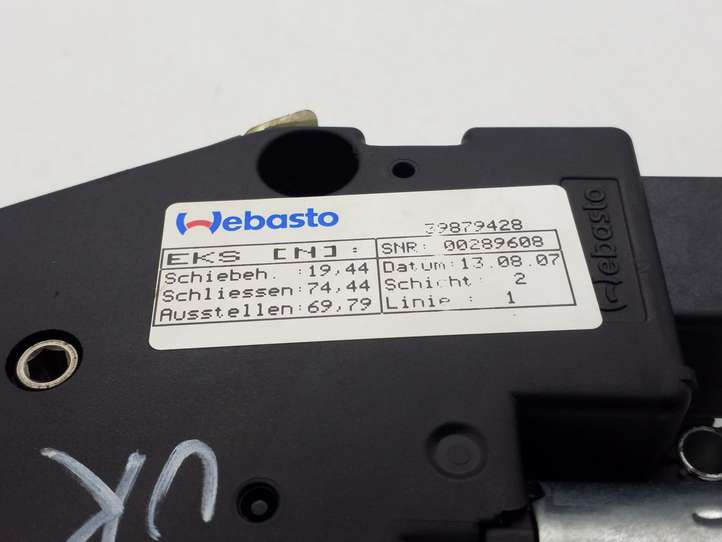 Webasto
39879428
EKS [N]:
Schiebeh. :19,44
Schliessen:74,44
Ausstellen:69,79
SNR: 00289608
Datum:13.08.07
Schicht: 2
Linie : 1
Webasto
UK